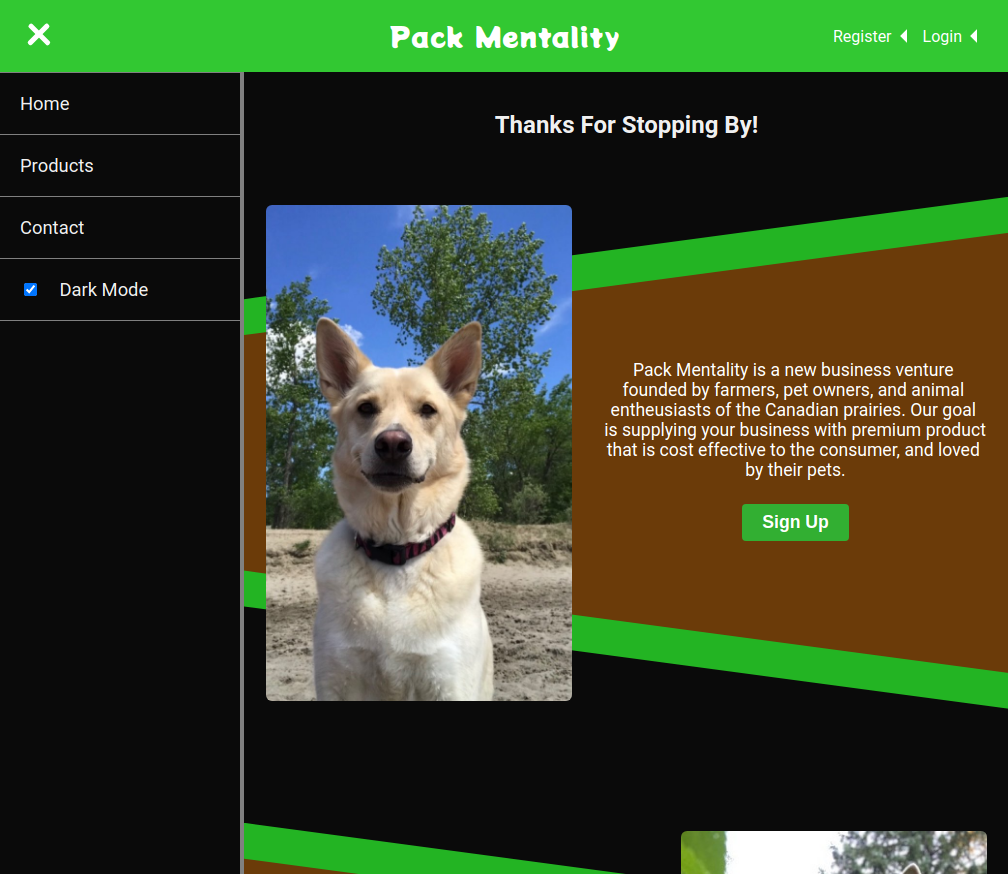 Pack Mentality
Register
Login
Home
Products
Contact
Dark Mode
Thanks For Stopping By!
Pack Mentality is a new business venture
founded by farmers, pet owners, and animal
entheusiasts of the Canadian prairies. Our goal
is supplying your business with premium product
that is cost effective to the consumer, and loved
by their pets.
Sign Up